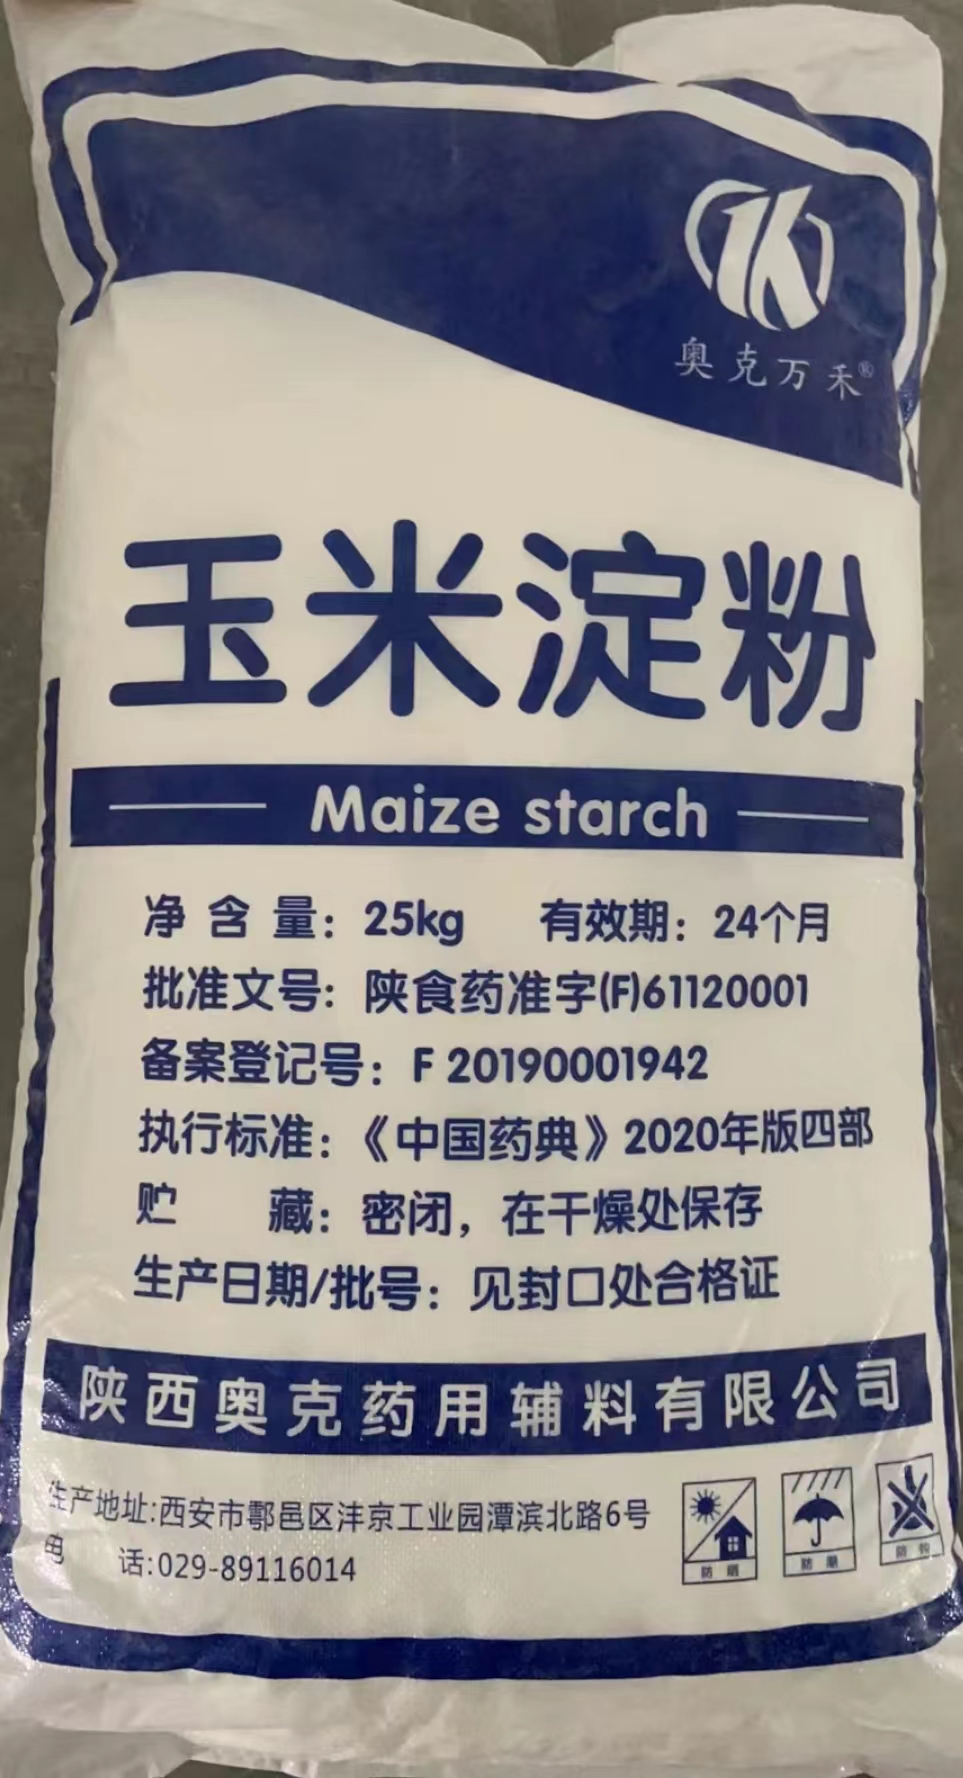 奥克万禾®
玉米淀粉
Maize starch
净含量：25kg 有效期：24个月
批准文号：陕食药准字(F)61120001
备案登记号：F 20190001942
执行标准：《中国药典》2020年版四部
贮 藏：密闭，在干燥处保存
生产日期/批号：见封口处合格证
陕西奥克药用辅料有限公司
生产地址:西安市鄠邑区沣京工业园潭滨北路6号
电 话:029-89116014
防晒 防潮 防钩